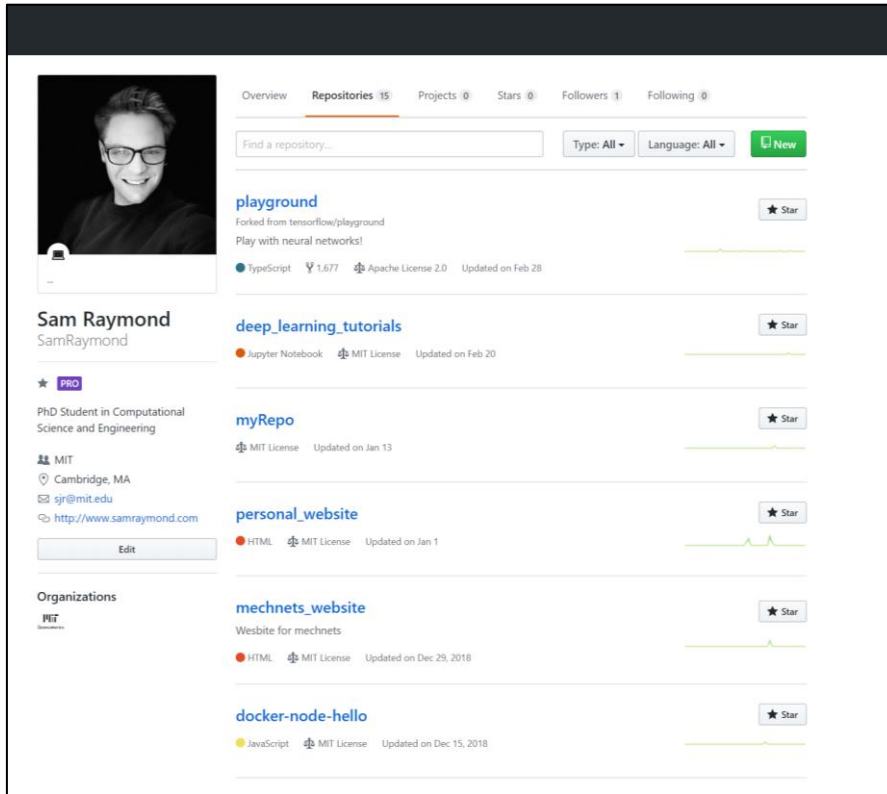 Overview Repositories 15 Projects 0 Stars 0 Followers 1 Following 0
Find a repository... Type: All Language: All New
playground Star
Forked from tensorflow/playground
Play with neural networks!
TypeScript 1,677 Apache License 2.0 Updated on Feb 28
...
Sam Raymond
SamRaymond
PRO
PhD Student in Computational
Science and Engineering
MIT
Cambridge, MA
sjr@mit.edu
http://www.samraymond.com
Edit
Organizations
MIT
deep_learning_tutorials Star
Jupyter Notebook MIT License Updated on Feb 20
myRepo Star
MIT License Updated on Jan 13
personal_website Star
HTML MIT License Updated on Jan 1
mechnets_website Star
Wesbite for mechnets
HTML MIT License Updated on Dec 29, 2018
docker-node-hello Star
JavaScript MIT License Updated on Dec 15, 2018